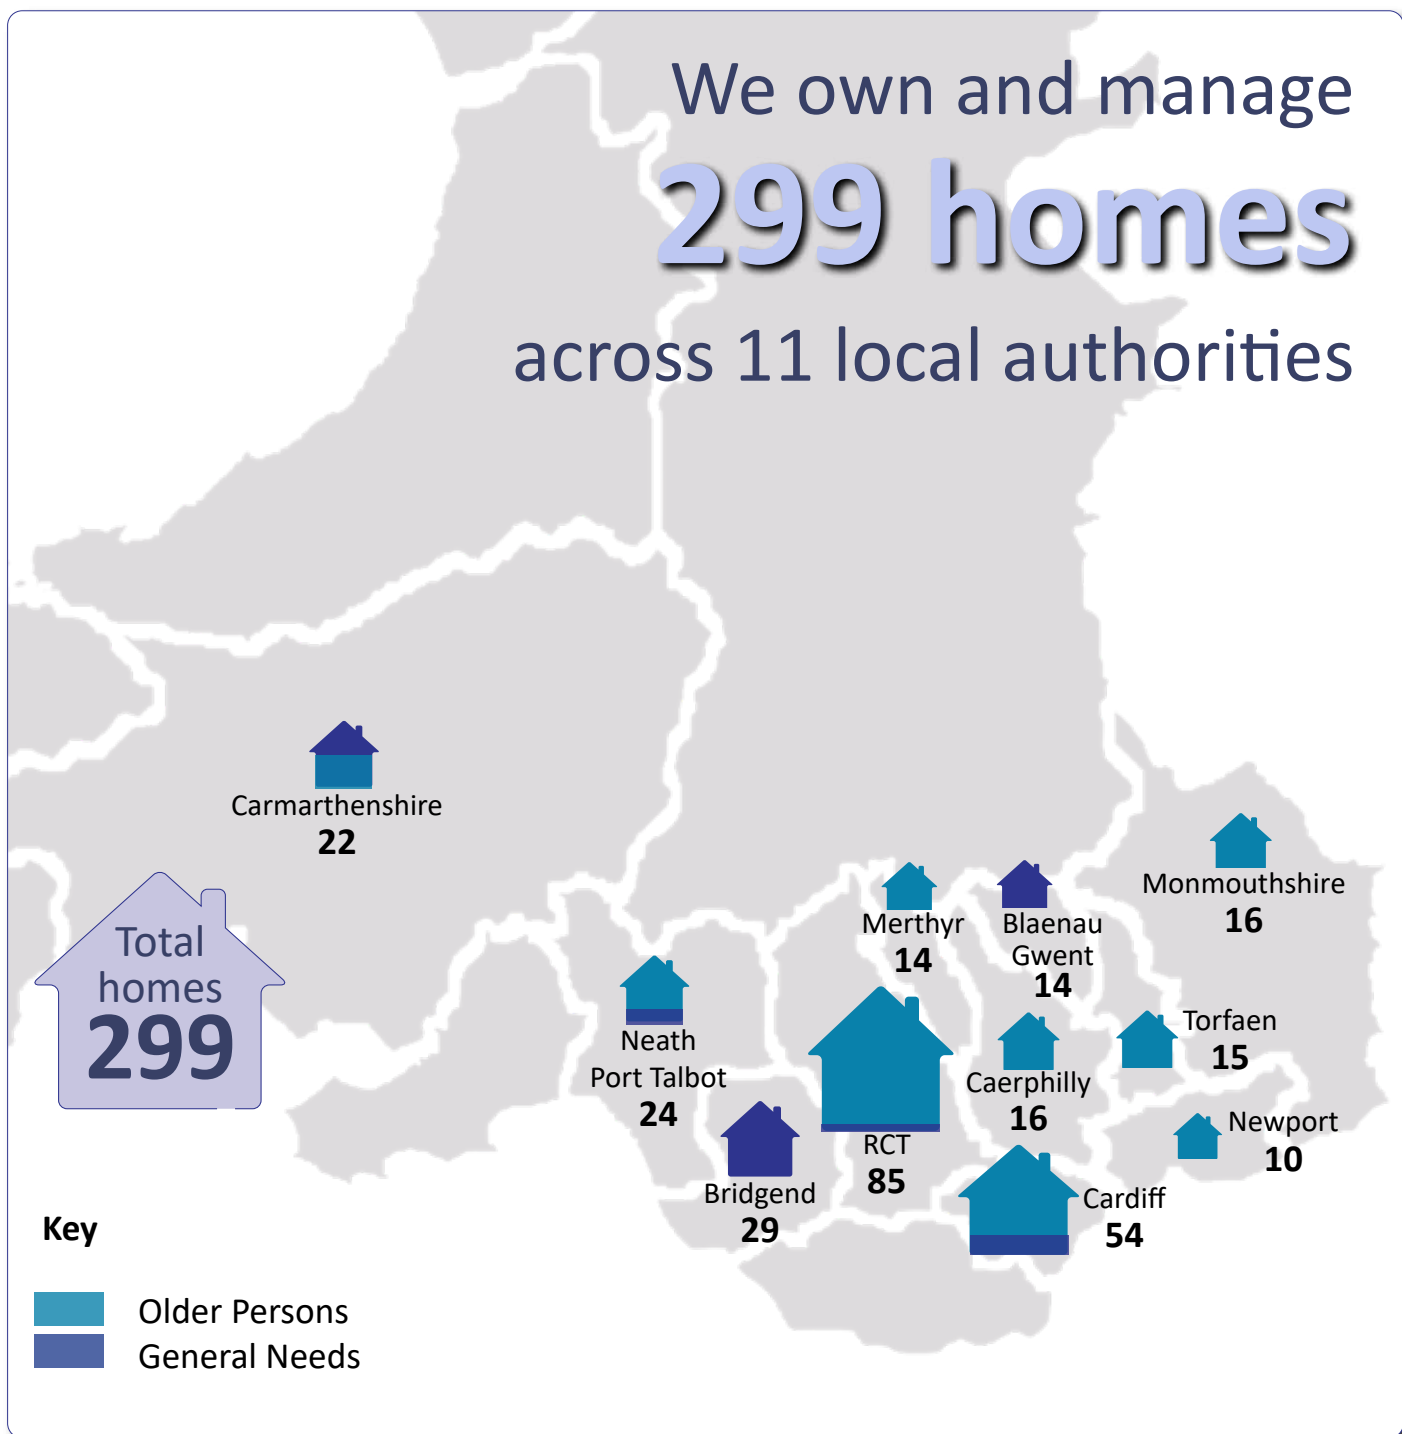 We own and manage
299 homes
across 11 local authorities
Carmarthenshire
22
Total
homes
299
Monmouthshire
16
Merthyr
14
Blaenau
Gwent
14
Neath
Port Talbot
24
Torfaen
15
Caerphilly
16
RCT
85
Newport
10
Bridgend
29
Cardiff
54
Key
Older Persons
General Needs